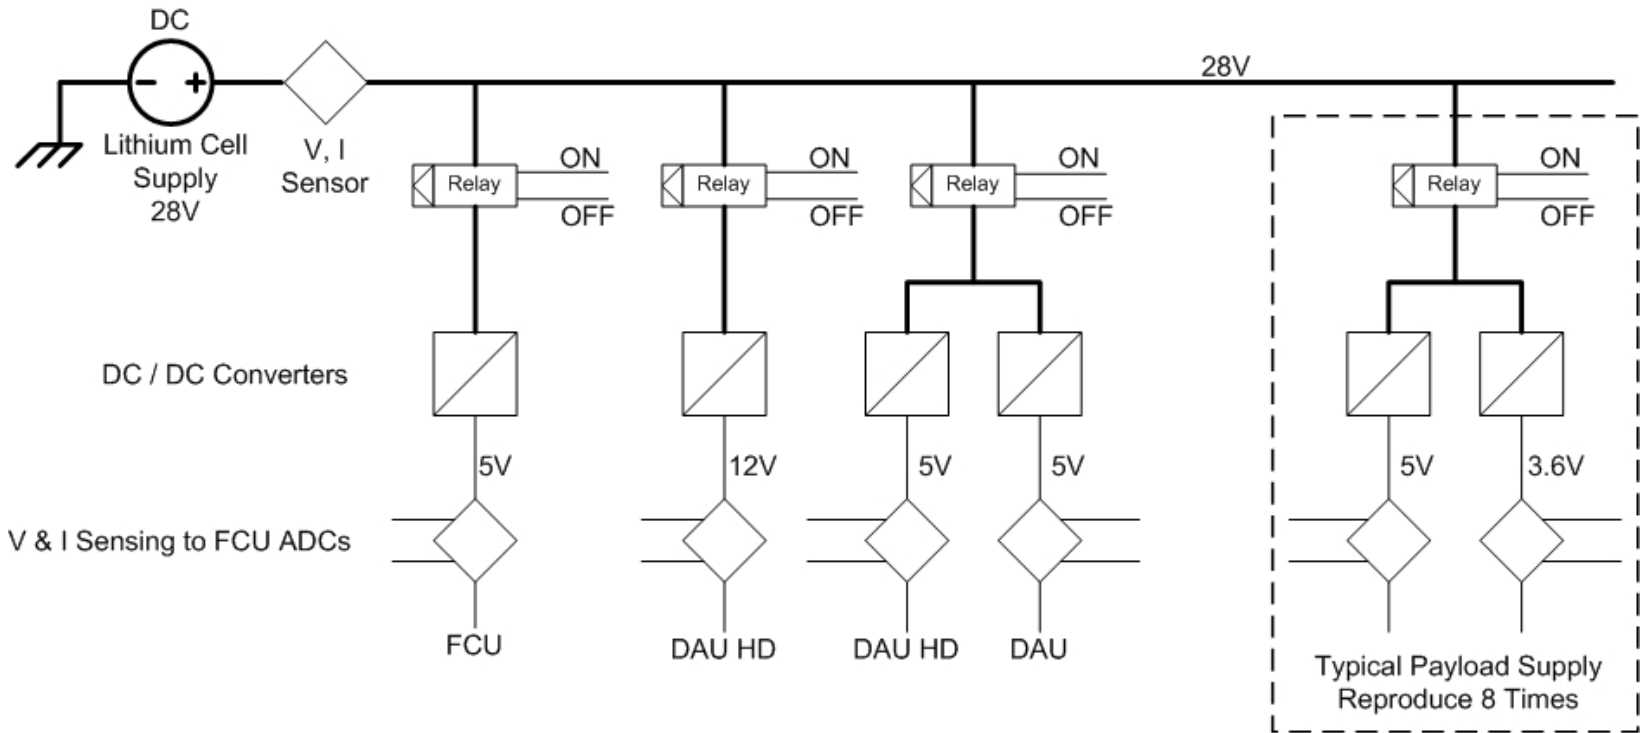 DC
28V
Lithium Cell
Supply
28V
V, I
Sensor
Relay
ON
OFF
Relay
ON
OFF
Relay
ON
OFF
Relay
ON
OFF
DC / DC Converters
5V
12V
5V
5V
5V
3.6V
V & I Sensing to FCU ADCs
FCU
DAU HD
DAU HD
DAU
Typical Payload Supply
Reproduce 8 Times